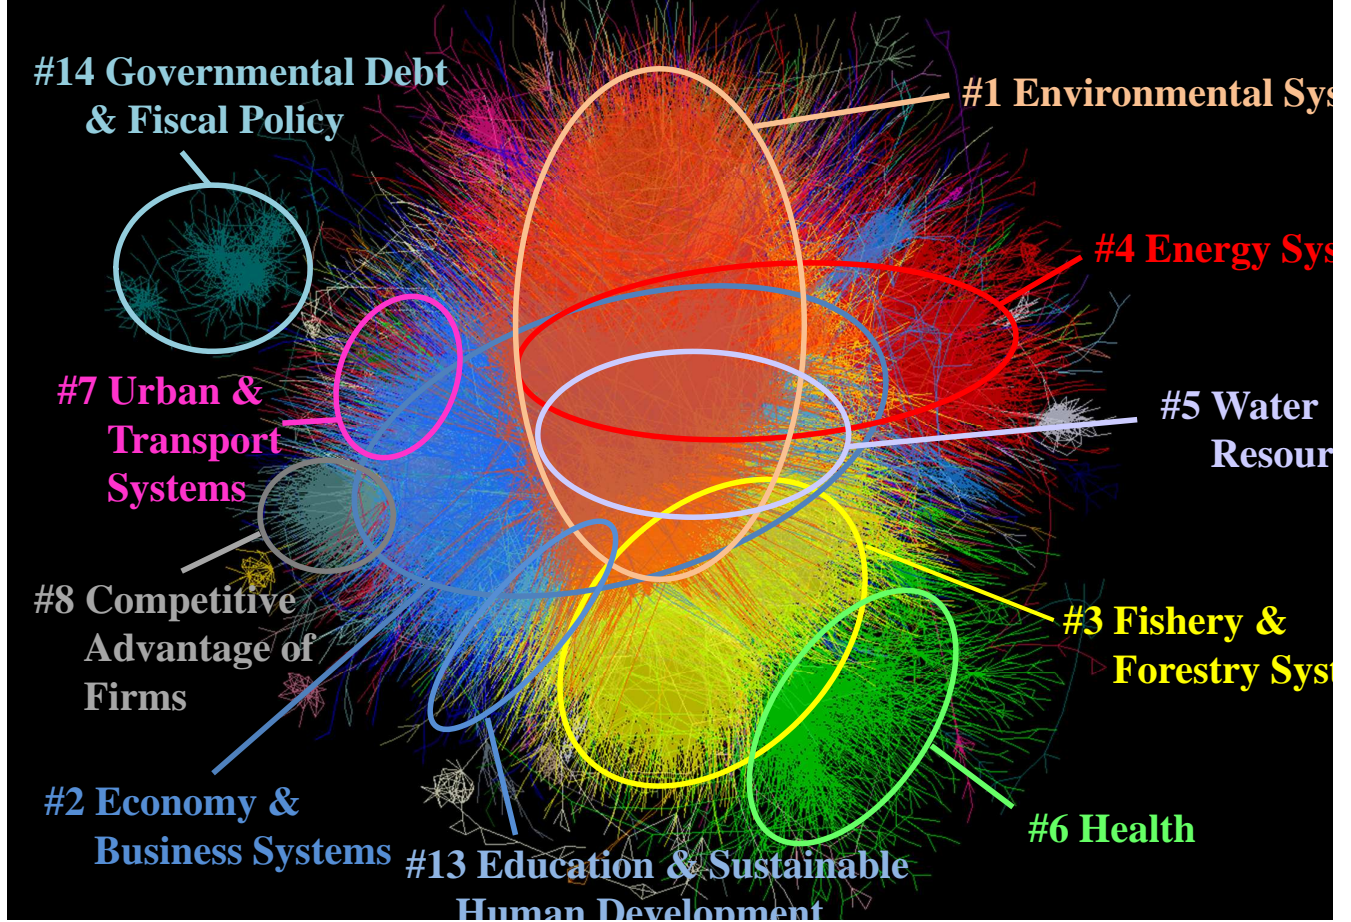 #14 Governmental Debt
& Fiscal Policy
#1 Environmental Sys
#4 Energy Sys
#7 Urban &
Transport
Systems
#5 Water
Resour
#8 Competitive
Advantage of
Firms
#3 Fishery &
Forestry Syst
#2 Economy &
Business Systems
#6 Health
#13 Education & Sustainable
Human Development